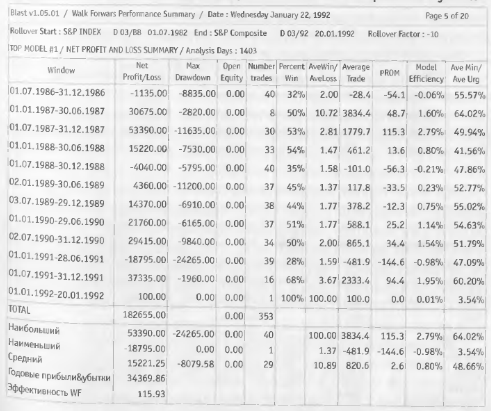 Blast v1.05.01 / Walk Forwars Performance Summary / Date : Wednesday January 22, 1992 Page 5 of 20
Rollover Start : S&P INDEX D 03/88 01.07.1982 End : S&P Composite D 03/92 20.01.1992 Rollover Factor : -10
TOP MODEL #1 / NET PROFIT AND LOSS SUMMARY / Analysis Days : 1403
Window Net Profit/Loss Max Drawdown Open Equity Number trades Percent Win AveWin/ AveLoss Average Trade PROM Model Efficiency Ave Min/ Ave Urg
01.07.1986-31.12.1986 -1135.00 -8835.00 0.00 40 32% 2.00 -28.4 -54.1 -0.06% 55.57%
01.01.1987-30.06.1987 30675.00 -2820.00 0.00 8 50% 10.72 3834.4 48.7 1.60% 64.02%
01.07.1987-31.12.1987 53390.00 -11635.00 0.00 30 53% 2.81 1779.7 115.3 2.79% 49.94%
01.01.1988-30.06.1988 15220.00 -7530.00 0.00 33 54% 1.47 461.2 13.6 0.80% 41.56%
01.07.1988-30.12.1988 -4040.00 -5795.00 0.00 40 35% 1.58 -101.0 -56.3 -0.21% 47.86%
02.01.1989-30.06.1989 4360.00 -11200.00 0.00 37 45% 1.37 117.8 -33.5 0.23% 52.77%
03.07.1989-29.12.1989 14370.00 -6910.00 0.00 38 44% 1.77 378.2 -12.3 0.75% 55.02%
01.01.1990-29.06.1990 21760.00 -6165.00 0.00 37 51% 1.77 588.1 25.2 1.14% 54.63%
02.07.1990-31.12.1990 29415.00 -9840.00 0.00 34 50% 2.00 865.1 34.4 1.54% 51.79%
01.01.1991-28.06.1991 -18795.00 -24265.00 0.00 39 28% 1.59 -481.9 -144.6 -0.98% 47.09%
01.07.1991-31.12.1991 37335.00 -1960.00 0.00 16 68% 3.67 2333.4 94.4 1.95% 60.20%
01.01.1992-20.01.1992 100.00 0.00 0.00 1 100% 100.00 100.0 0.0 0.01% 3.54%
TOTAL 182655.00 0.00 353
Наибольший 53390.00 -24265.00 40 100.00 3834.4 115.3 2.79% 64.02%
Наименьший -18795.00 0.00 1 1.37 -481.9 -144.6 -0.98% 3.54%
Средний 15221.25 -8079.58 29 10.89 820.6 2.6 0.80% 48.66%
Годовые прибыли&убытки 34369.86
Эффективность WF 115.93